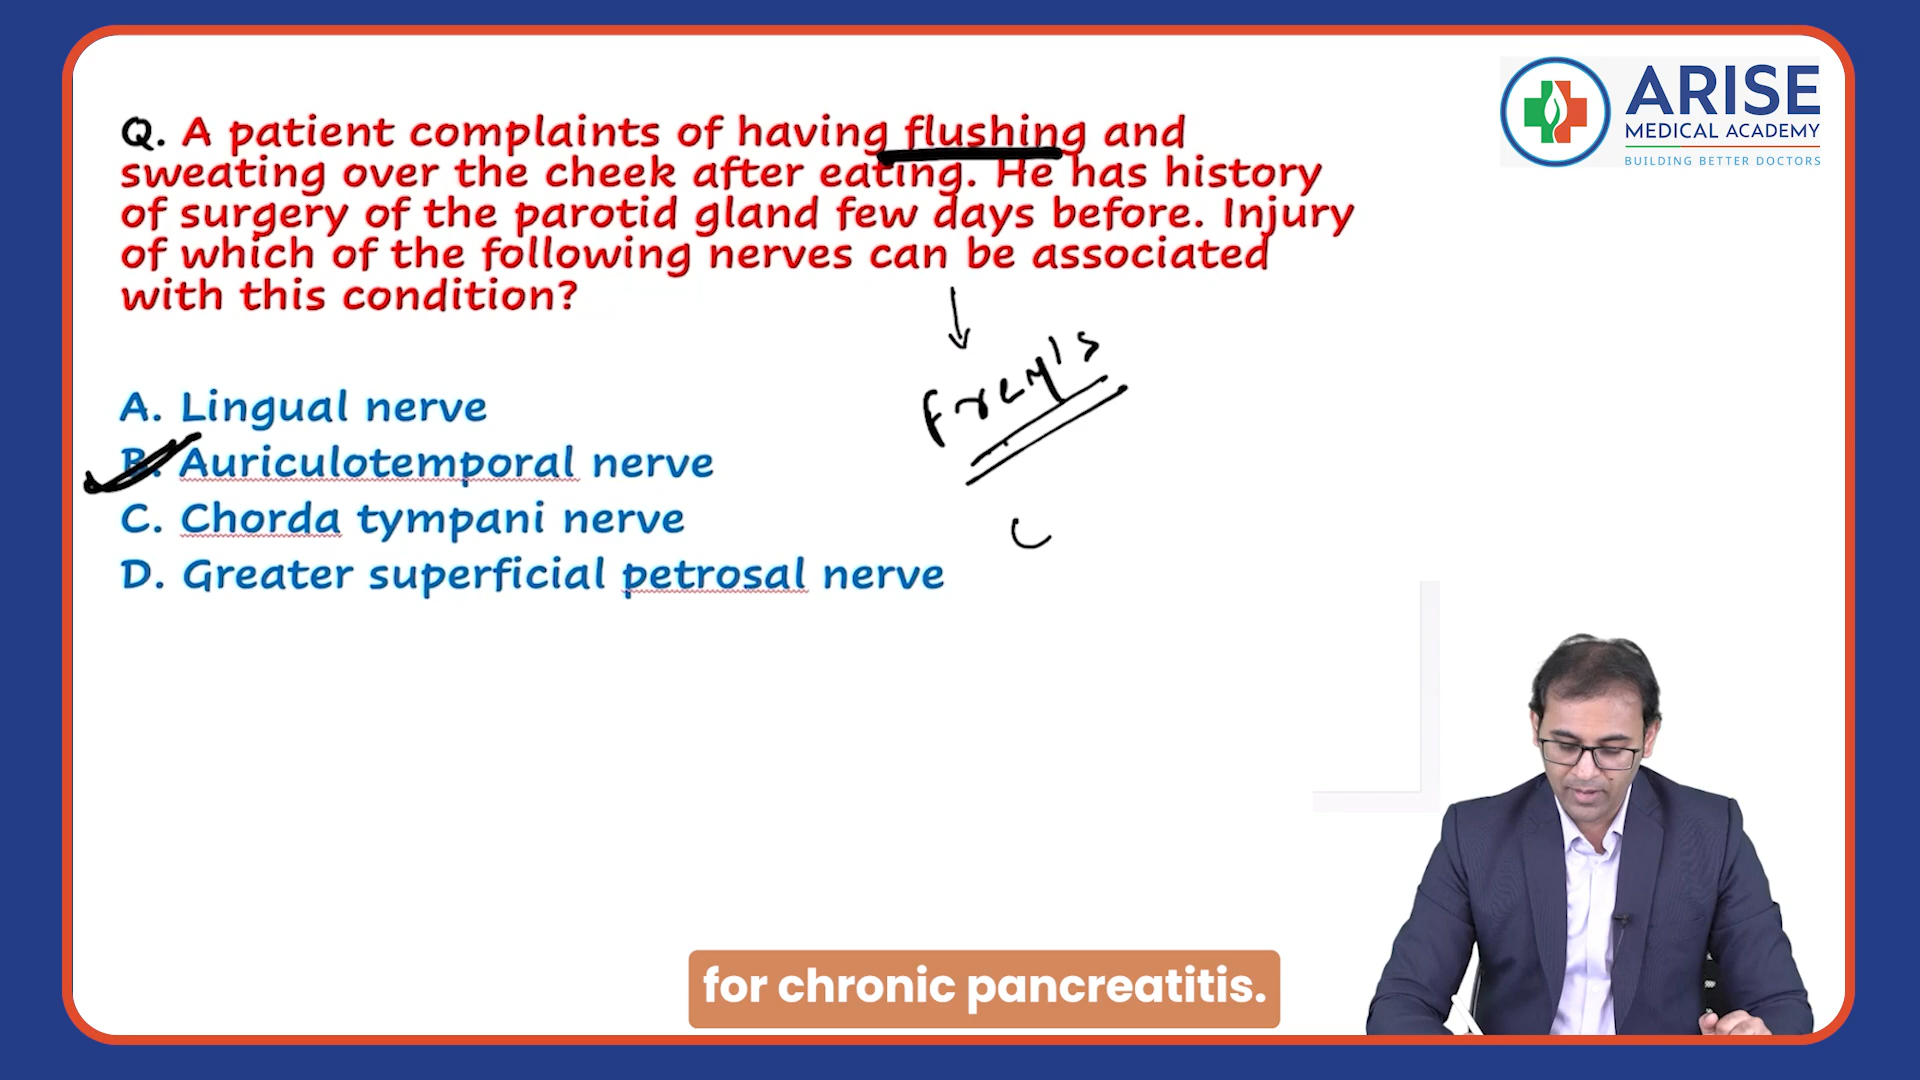 ARISE
MEDICAL ACADEMY
BUILDING BETTER DOCTORS
Q. A patient complaints of having flushing and
sweating over the cheek after eating. He has history
of surgery of the parotid gland few days before. Injury
of which of the following nerves can be associated
with this condition?
Frey's
A. Lingual nerve
B. Auriculotemporal nerve
C. Chorda tympani nerve
D. Greater superficial petrosal nerve
for chronic pancreatitis.